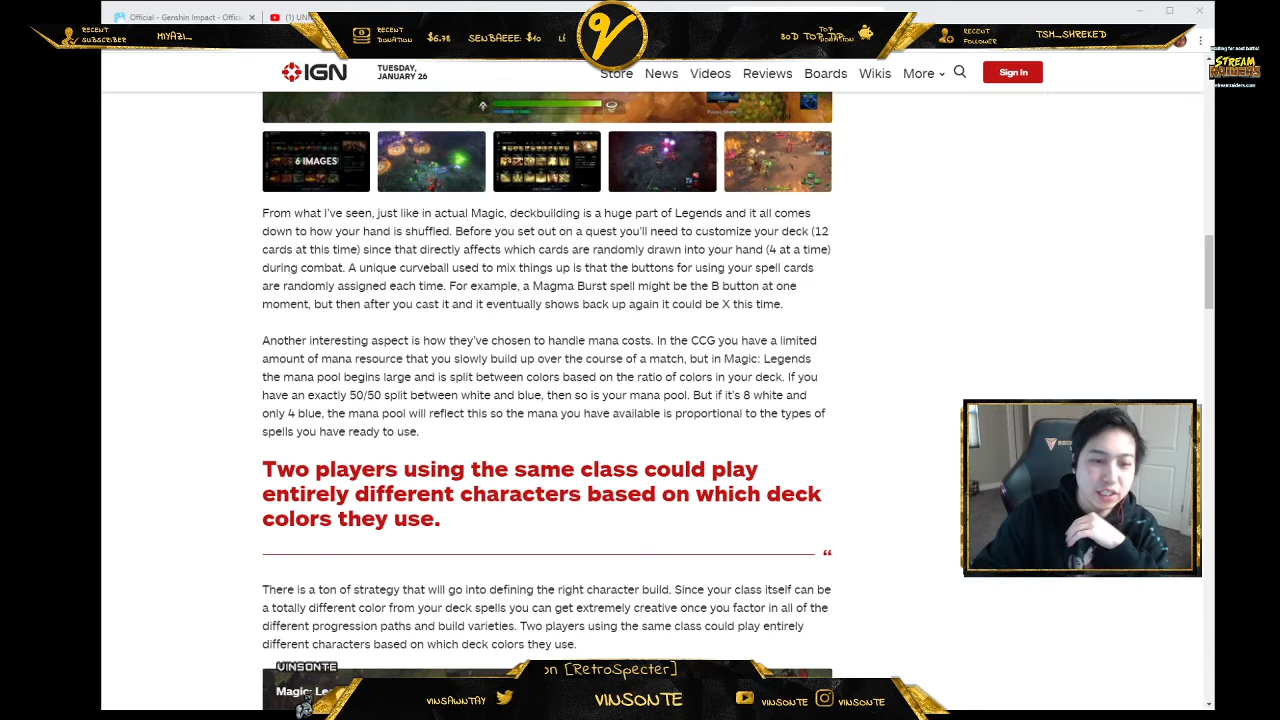 Official - Genshin Impact - Offici
(1) UNI
RECENT SUBSCRIBER
MIYAZI_
RECENT DONATION
$6.78
SENBAEEE: $40
TOP DONATION
RECENT FOLLOWER
TSM_SHREKED
Waiting for next battle!
STREAM RAIDERS
streamraiders.com
IGN
TUESDAY, JANUARY 26
Store News Videos Reviews Boards Wikis More
Sign In
6 IMAGES
From what I've seen, just like in actual Magic, deckbuilding is a huge part of Legends and it all comes
down to how your hand is shuffled. Before you set out on a quest you'll need to customize your deck (12
cards at this time) since that directly affects which cards are randomly drawn into your hand (4 at a time)
during combat. A unique curveball used to mix things up is that the buttons for using your spell cards
are randomly assigned each time. For example, a Magma Burst spell might be the B button at one
moment, but then after you cast it and it eventually shows back up again it could be X this time.
Another interesting aspect is how they've chosen to handle mana costs. In the CCG you have a limited
amount of mana resource that you slowly build up over the course of a match, but in Magic: Legends
the mana pool begins large and is split between colors based on the ratio of colors in your deck. If you
have an exactly 50/50 split between white and blue, then so is your mana pool. But if it's 8 white and
only 4 blue, the mana pool will reflect this so the mana you have available is proportional to the types of
spells you have ready to use.
Two players using the same class could play
entirely different characters based on which deck
colors they use.
“
There is a ton of strategy that will go into defining the right character build. Since your class itself can be
a totally different color from your deck spells you can get extremely creative once you factor in all of the
different progression paths and build varieties. Two players using the same class could play entirely
different characters based on which deck colors they use.
VINSONTE
on [RetroSpecter]
Magic: Le
VINSAWNTAY
VINSONTE
VINSONTE
VINSONTE